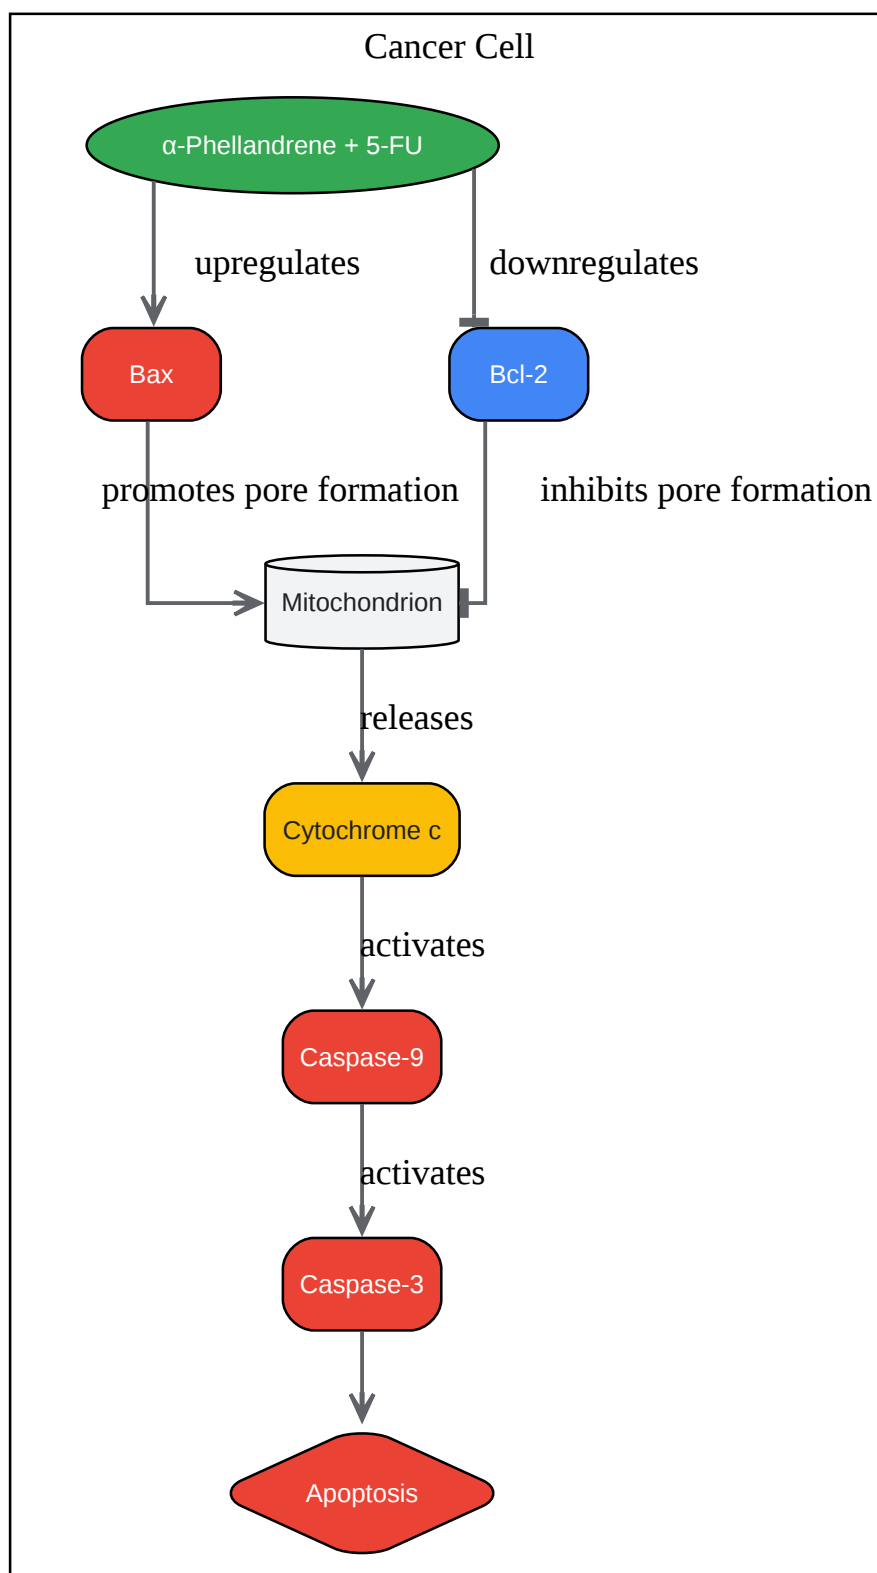 Cancer Cell
α-Phellandrene + 5-FU
upregulates
downregulates
Bax
Bcl-2
promotes pore formation
inhibits pore formation
Mitochondrion
releases
Cytochrome c
activates
Caspase-9
activates
Caspase-3
Apoptosis